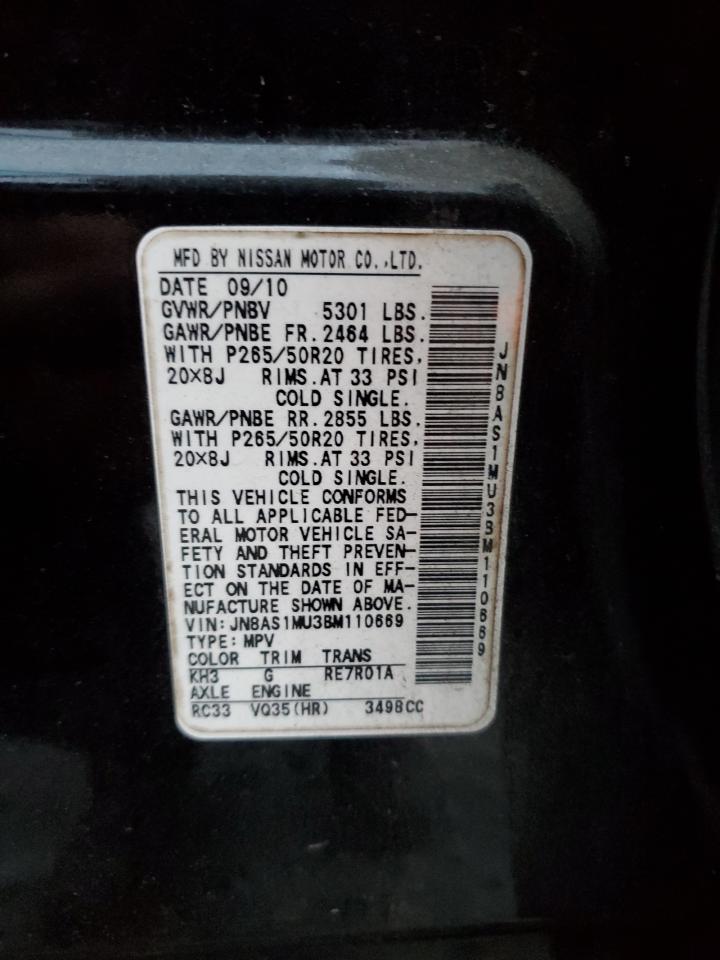 MFD BY NISSAN MOTOR CO.,LTD.
DATE 09/10
GVWR/PNBV 5301 LBS.
GAWR/PNBE FR.2464 LBS.
WITH P265/50R20 TIRES,
20×8J RIMS.AT 33 PSI
COLD SINGLE.
GAWR/PNBE RR.2855 LBS.
WITH P265/50R20 TIRES,
20×8J RIMS.AT 33 PSI
COLD SINGLE.
THIS VEHICLE CONFORMS
TO ALL APPLICABLE FED-
ERAL MOTOR VEHICLE SA-
FETY AND THEFT PREVEN-
TION STANDARDS IN EFF-
ECT ON THE DATE OF MA-
NUFACTURE SHOWN ABOVE.
VIN:JN8AS1MU3BM110669
TYPE:MPV
COLOR TRIM TRANS
KH3 G RE7R01A
AXLE ENGINE
RC33 VQ35(HR) 3498CC
JN8AS1MU3BM110669